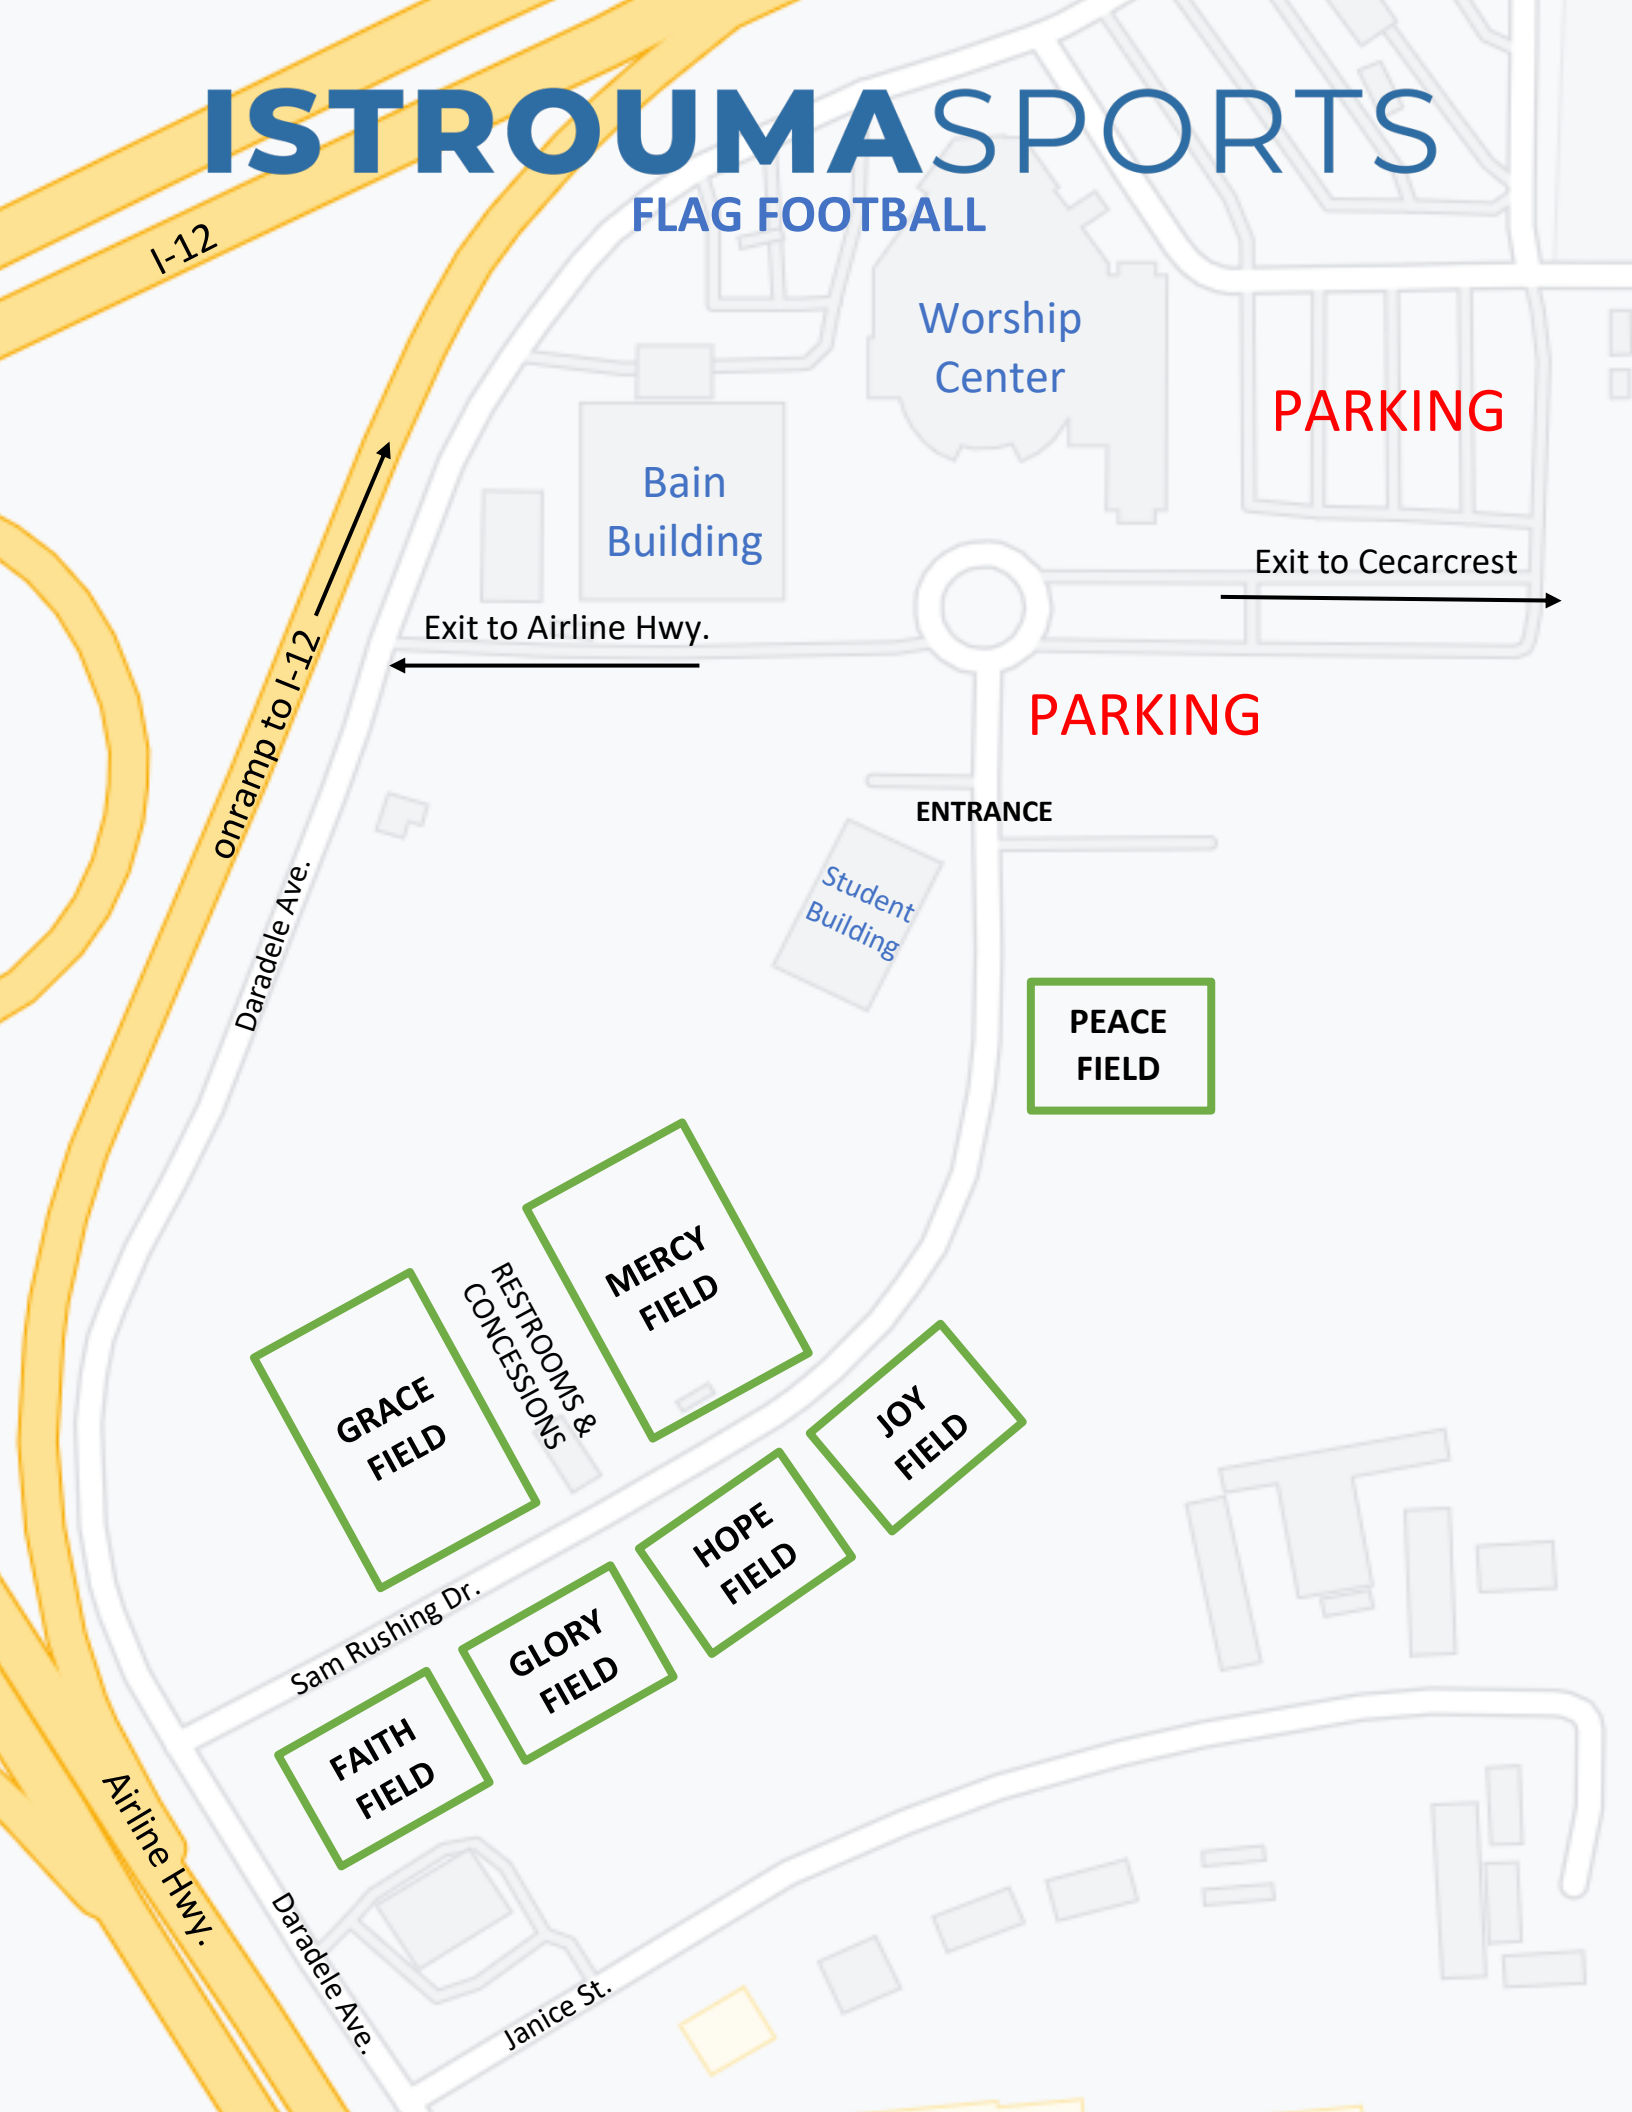 ISTROUMASPORTS
FLAG FOOTBALL
I-12
Worship
Center
PARKING
Bain
Building
Exit to Cecarcrest
Exit to Airline Hwy.
onramp to I-12
PARKING
ENTRANCE
Daradele Ave.
Student
Building
PEACE
FIELD
MERCY
FIELD
RESTROOMS &
CONCESSIONS
GRACE
FIELD
JOY
FIELD
HOPE
FIELD
Sam Rushing Dr.
GLORY
FIELD
FAITH
FIELD
Airline Hwy.
Daradele Ave.
Janice St.